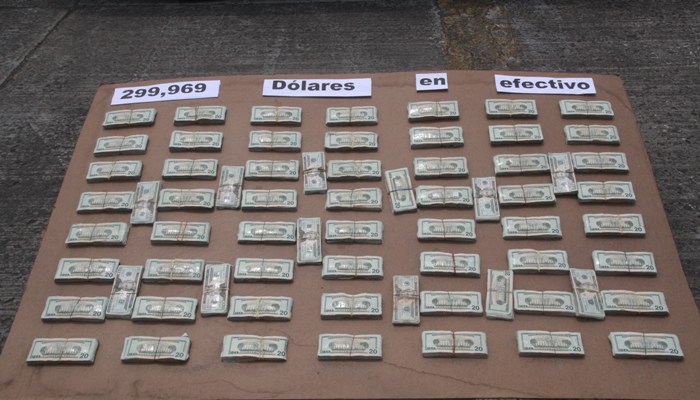 299,969 Dólares en efectivo